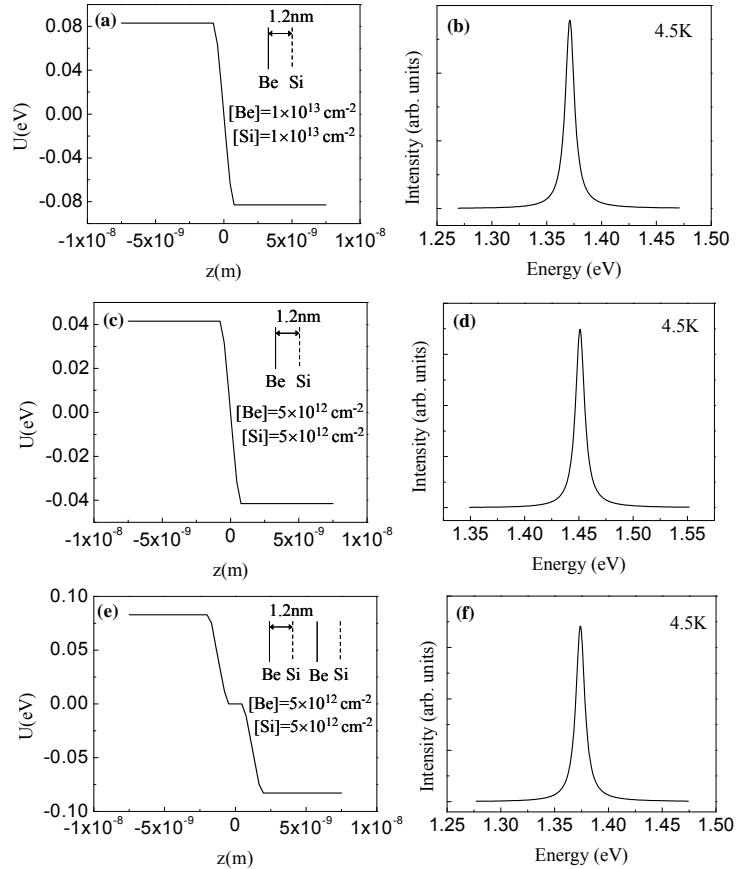 (a)
1.2nm
Be Si
[Be]=1×10¹³ cm⁻²
[Si]=1×10¹³ cm⁻²
U(eV)
0.08
0.04
0.00
-0.04
-0.08
-1x10⁻⁸ -5x10⁻⁹ 0 5x10⁻⁹ 1x10⁻⁸
z(m)
(b)
4.5K
Intensity (arb. units)
1.25 1.30 1.35 1.40 1.45 1.50
Energy (eV)
(c)
1.2nm
Be Si
[Be]=5×10¹² cm⁻²
[Si]=5×10¹² cm⁻²
U(eV)
0.04
0.02
0.00
-0.02
-0.04
-1x10⁻⁸ -5x10⁻⁹ 0 5x10⁻⁹ 1x10⁻⁸
z(m)
(d)
4.5K
Intensity (arb. units)
1.35 1.40 1.45 1.50 1.55
Energy (eV)
(e)
1.2nm
Be Si Be Si
[Be]=5×10¹² cm⁻²
[Si]=5×10¹² cm⁻²
U(eV)
0.10
0.05
0.00
-0.05
-0.10
-1x10⁻⁸ -5x10⁻⁹ 0 5x10⁻⁹ 1x10⁻⁸
z(m)
(f)
4.5K
Intensity (arb. units)
1.25 1.30 1.35 1.40 1.45 1.50
Energy (eV)